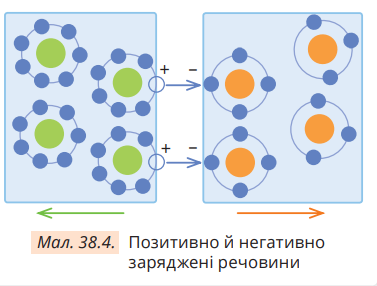 + −
+ −
Мал. 38.4. Позитивно й негативно
заряджені речовини